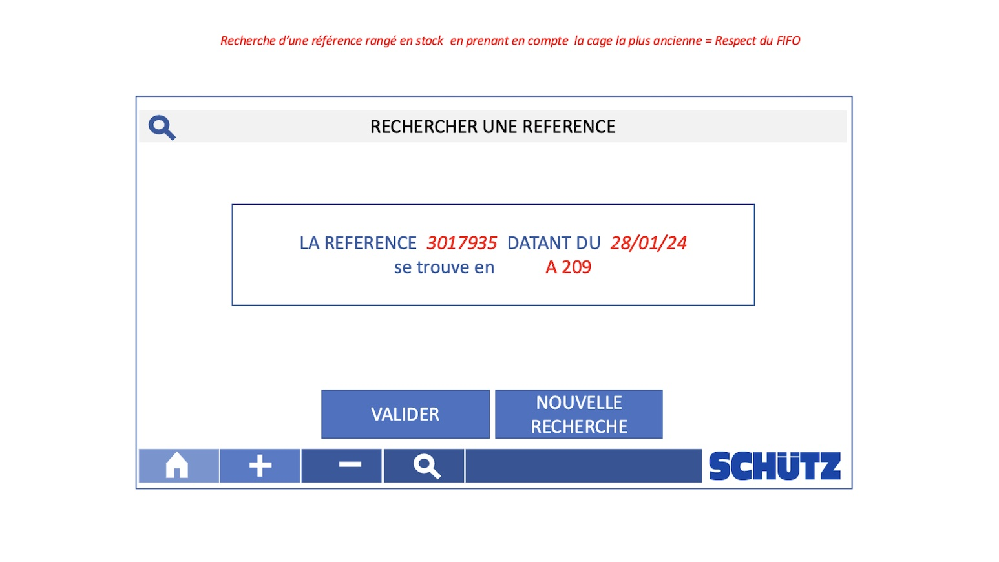 Recherche d’une référence rangé en stock en prenant en compte la cage la plus ancienne = Respect du FIFO
RECHERCHER UNE REFERENCE
LA REFERENCE 3017935 DATANT DU 28/01/24
se trouve en A 209
VALIDER
NOUVELLE
RECHERCHE
SCHÜTZ